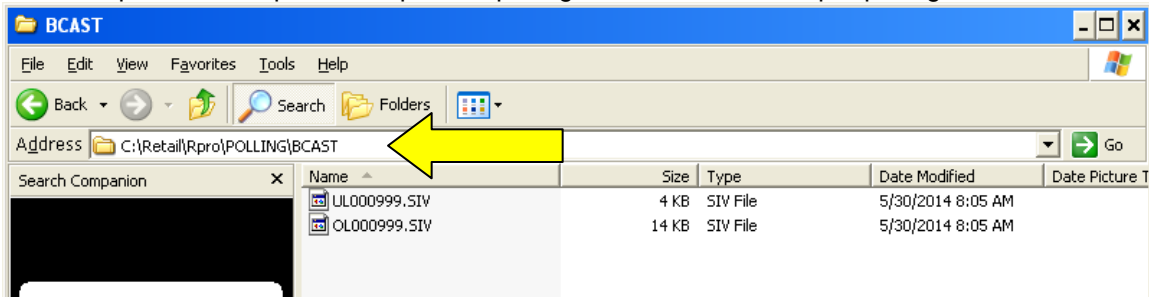 BCAST
File Edit View Favorites Tools Help
Back Search Folders
Address C:\Retail\Rpro\POLLING\BCAST Go
Search Companion Name Size Type Date Modified Date Picture T
UL000999.SIV 4 KB SIV File 5/30/2014 8:05 AM
OL000999.SIV 14 KB SIV File 5/30/2014 8:05 AM